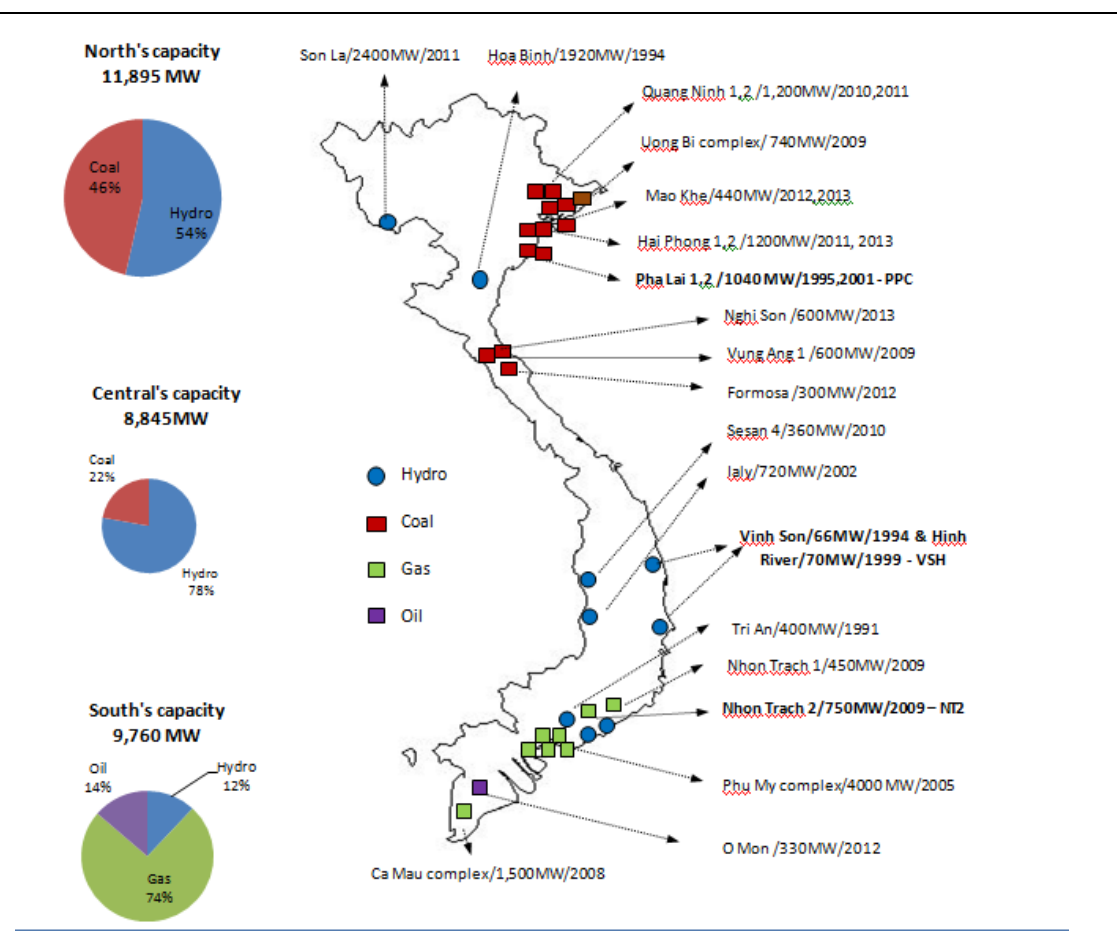 North's capacity
11,895 MW
Coal
46%
Hydro
54%
Central's capacity
8,845MW
Coal
22%
Hydro
78%
South's capacity
9,760 MW
Oil
14%
Hydro
12%
Gas
74%
Son La/2400MW/2011
Hoa Binh/1920MW/1994
Quang Ninh 1,2 /1,200MW/2010,2011
Uong Bi complex/ 740MW/2009
Mao Khe/440MW/2012,2013
Hai Phong 1,2 /1200MW/2011, 2013
Pha Lai 1,2 /1040 MW/1995,2001 - PPC
Nghi Son /600MW/2013
Vung Ang 1 /600MW/2009
Formosa /300MW/2012
Sesan 4/360MW/2010
Ialy/720MW/2002
Hydro
Coal
Gas
Oil
Vinh Son/66MW/1994 & Hinh
River/70MW/1999 - VSH
Tri An/400MW/1991
Nhon Trach 1/450MW/2009
Nhon Trach 2/750MW/2009 – NT2
Phu My complex/4000 MW/2005
O Mon /330MW/2012
Ca Mau complex/1,500MW/2008